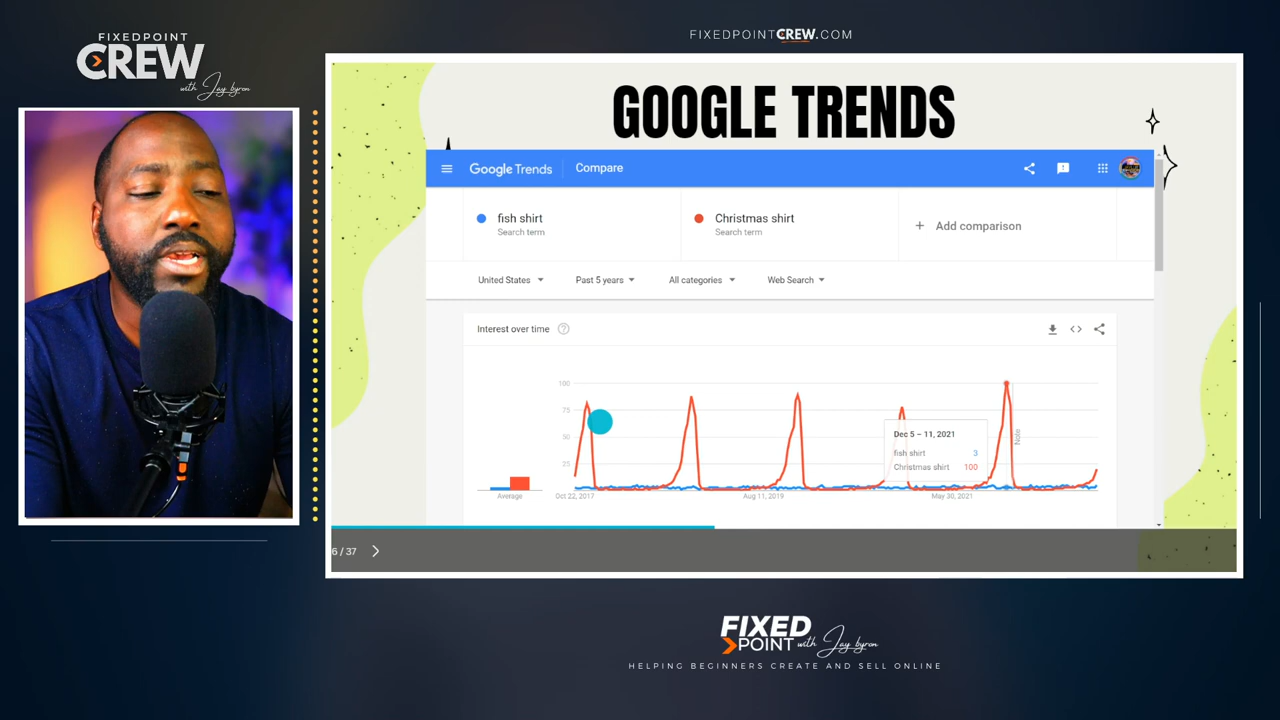 FIXEDPOINT
CREW
with Jay byron
FIXEDPOINTCREW.COM
GOOGLE TRENDS
Google Trends
Compare
fish shirt
Search term
Christmas shirt
Search term
+ Add comparison
United States
Past 5 years
All categories
Web Search
Interest over time
100
75
50
25
Dec 5 – 11, 2021
fish shirt 3
Christmas shirt 100
Note
Average
Oct 22, 2017
Aug 11, 2019
May 30, 2021
6 / 37
FIXED
POINT with Jay byron
HELPING BEGINNERS CREATE AND SELL ONLINE